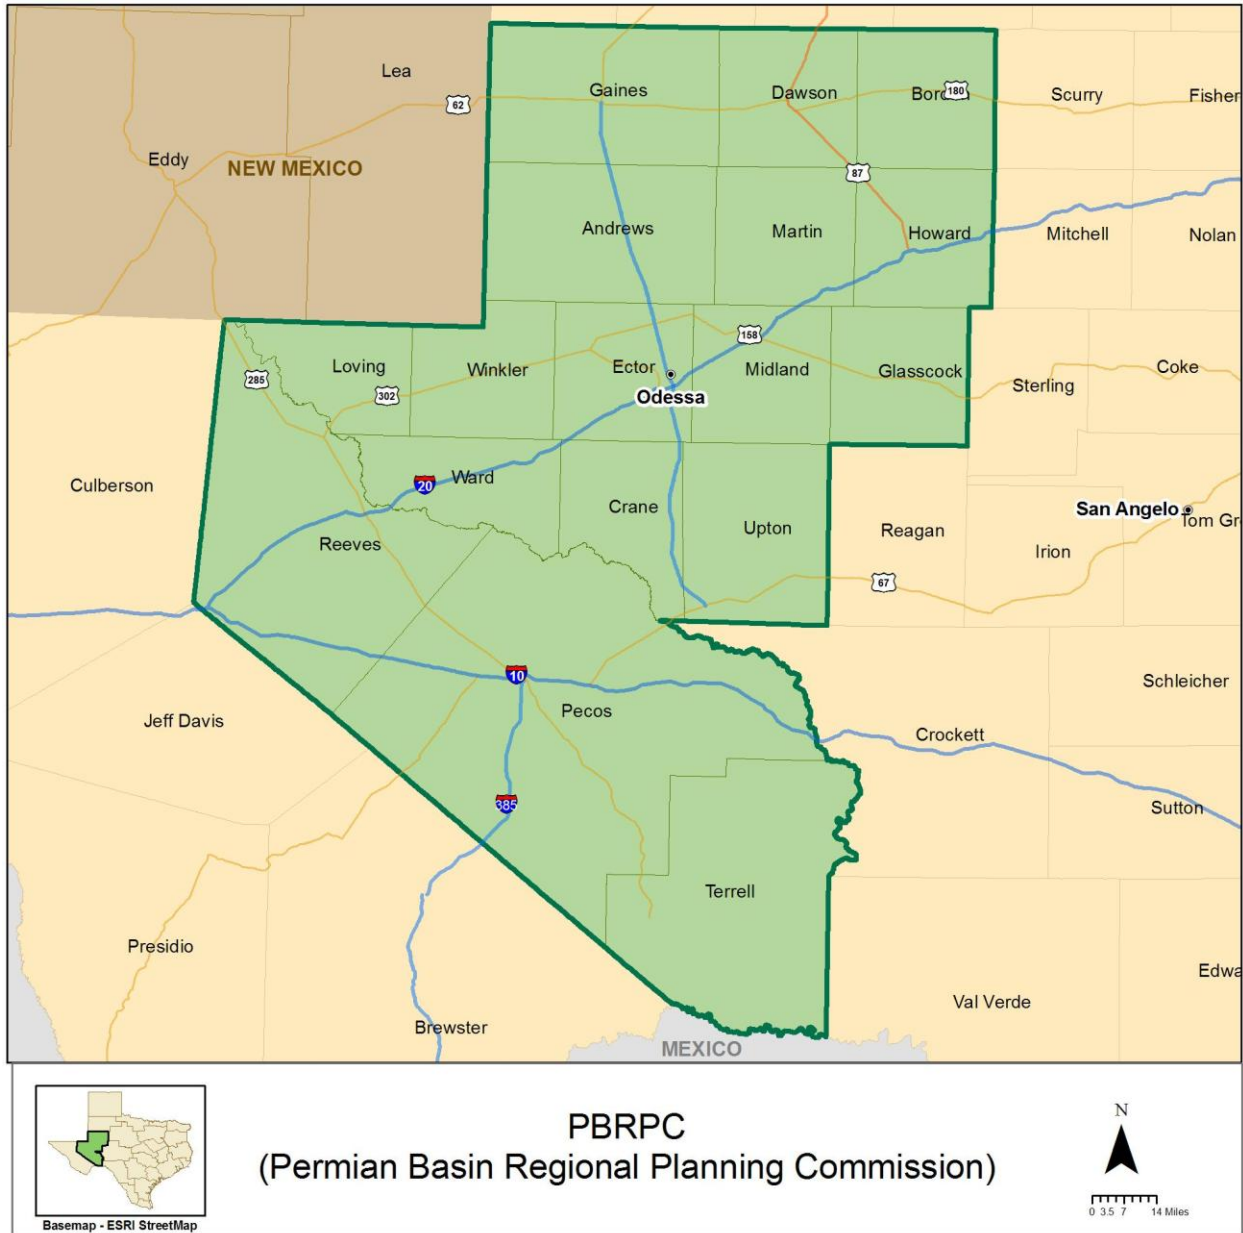 Lea
Gaines
Dawson
Borden
180
Scurry
Fisher
62
Eddy
NEW MEXICO
87
Andrews
Martin
Howard
Mitchell
Nolan
158
Loving
Winkler
Ector
Midland
Glasscock
Coke
285
302
Odessa
Sterling
Culberson
20
Ward
Crane
Upton
Reagan
San Angelo
Tom Gr
Reeves
Irion
67
10
Pecos
Schleicher
Jeff Davis
Crockett
385
Sutton
Terrell
Presidio
Edwa
Val Verde
Brewster
MEXICO
PBRPC
(Permian Basin Regional Planning Commission)
N
0 3.5 7 14 Miles
Basemap - ESRI StreetMap